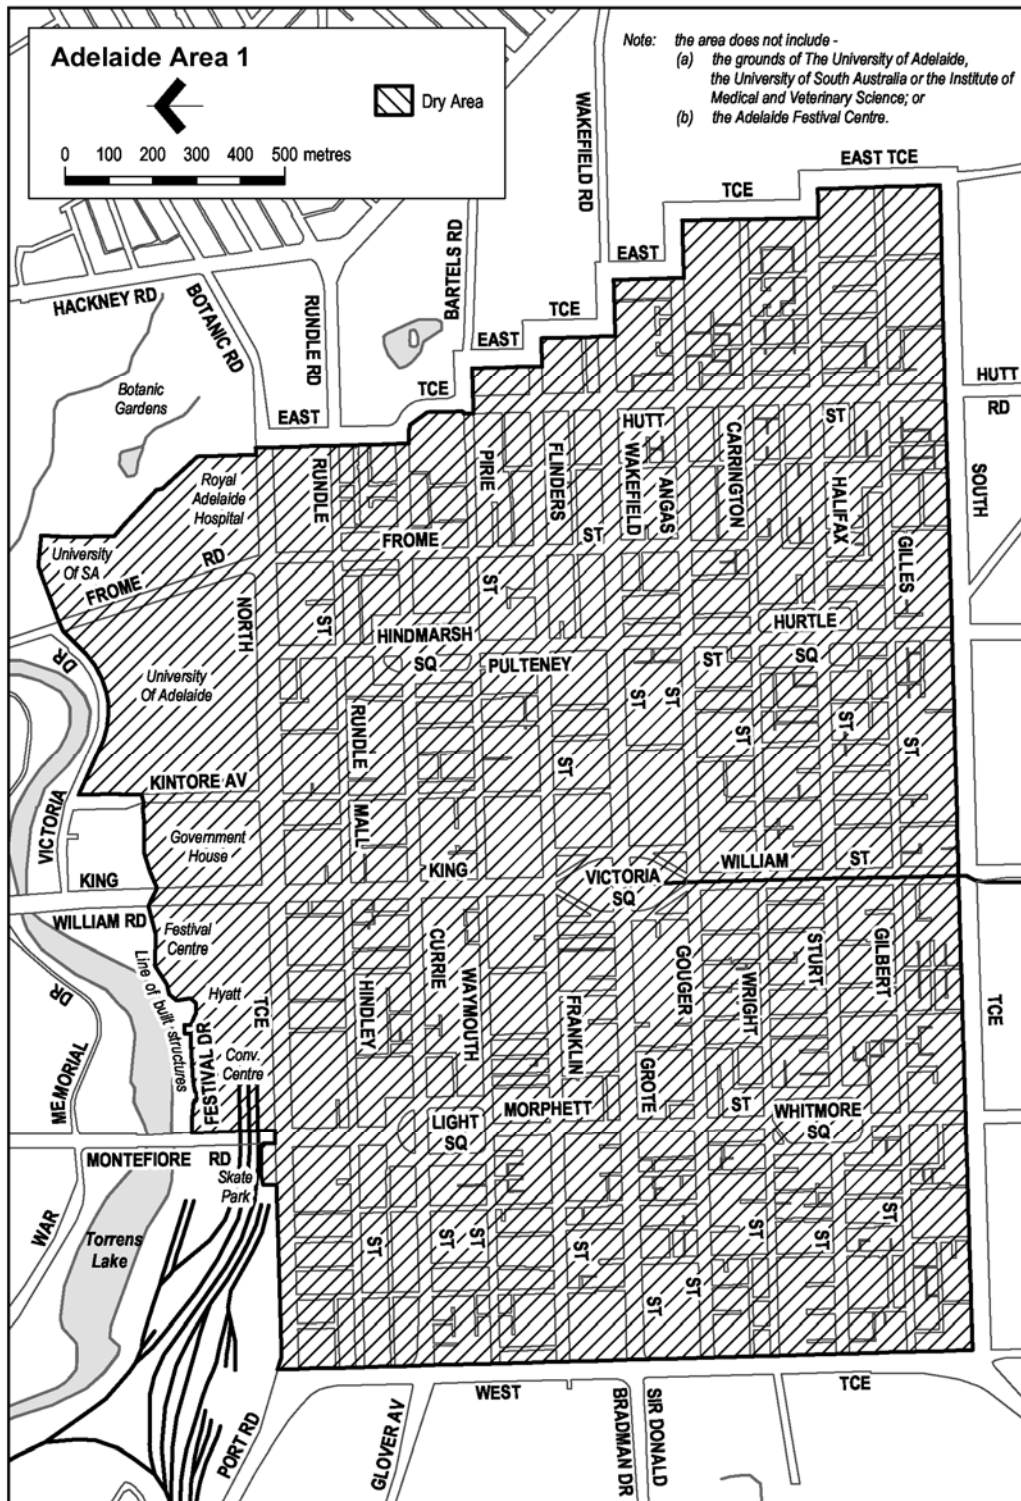 Adelaide Area 1
Dry Area
0 100 200 300 400 500 metres
Note: the area does not include -
(a) the grounds of The University of Adelaide,
the University of South Australia or the Institute of
Medical and Veterinary Science; or
(b) the Adelaide Festival Centre.
WAKEFIELD RD
EAST TCE
TCE
EAST
BARTELS RD
TCE
EAST
HACKNEY RD
BOTANIC RD
RUNDLE RD
TCE
EAST
HUTT
RD
Botanic
Gardens
SOUTH
TCE
Royal
Adelaide
Hospital
University
Of SA
FROME RD
RUNDLE
ST
FROME
ST
PIRIE
ST
FLINDERS
ST
HUTT
ST
WAKEFIELD
ST
ANGAS
ST
CARRINGTON
ST
HALIFAX
ST
GILLES
ST
NORTH
TCE
HINDMARSH
SQ
PULTENEY
ST
HURTLE
SQ
University
Of Adelaide
VICTORIA
DR
KINTORE AV
RUNDLE
MALL
Government
House
KING
WILLIAM RD
KING
WILLIAM
ST
VICTORIA
SQ
Festival
Centre
Line of built structures
Hyatt
FESTIVAL DR
Conv.
Centre
MEMORIAL
DR
HINDLEY
ST
CURRIE
ST
WAYMOUTH
ST
FRANKLIN
ST
GROTE
ST
GOUGER
ST
WRIGHT
ST
STURT
ST
GILBERT
ST
LIGHT
SQ
MORPHETT
ST
WHITMORE
SQ
MONTEFIORE RD
Skate
Park
WAR
Torrens
Lake
PORT RD
GLOVER AV
WEST
TCE
SIR DONALD
BRADMAN DR